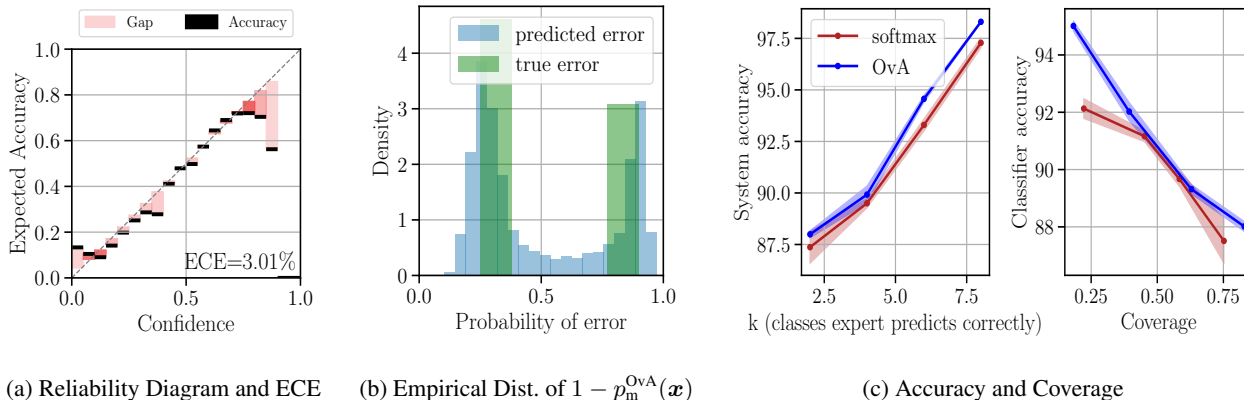 Gap
Accuracy
Expected Accuracy
1.0
0.8
0.6
0.4
0.2
0.0
ECE=3.01%
0.0
0.5
1.0
Confidence
predicted error
true error
Density
4
3
2
1
0
0.0
0.5
1.0
Probability of error
softmax
OvA
System accuracy
97.5
95.0
92.5
90.0
87.5
2.5
5.0
7.5
k (classes expert predicts correctly)
Classifier accuracy
95
94
92
90
88
0.25
0.50
0.75
Coverage
(a) Reliability Diagram and ECE
(b) Empirical Dist. of 1 − p_m^OvA(x)
(c) Accuracy and Coverage